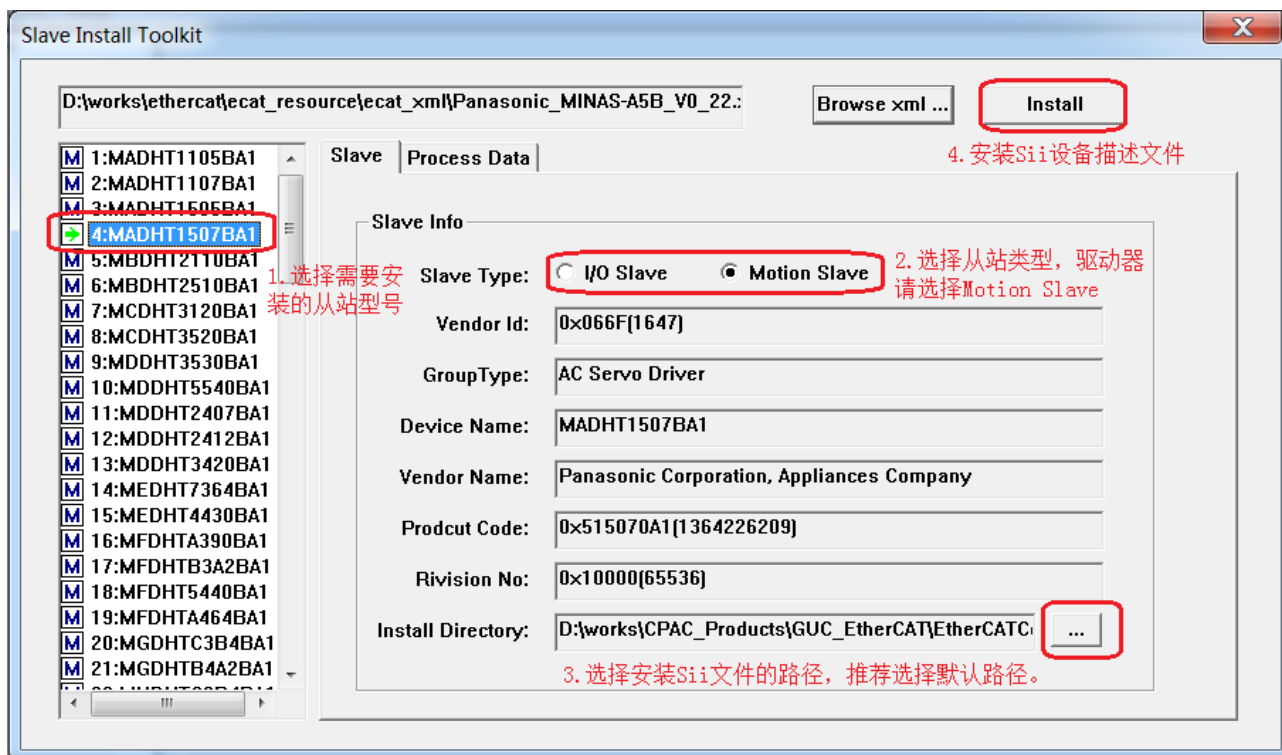 Slave Install Toolkit
D:\works\ethercat\ecat_resource\ecat_xml\Panasonic_MINAS-A5B_V0_22.:
Browse xml ...
Install
4.安装Sii设备描述文件
M 1:MADHT1105BA1
M 2:MADHT1107BA1
M 3:MADHT1505BA1
4:MADHT1507BA1
M 5:MBDHT2110BA1
M 6:MBDHT2510BA1
M 7:MCDHT3120BA1
M 8:MCDHT3520BA1
M 9:MDDHT3530BA1
M 10:MDDHT5540BA1
M 11:MDDHT2407BA1
M 12:MDDHT2412BA1
M 13:MDDHT3420BA1
M 14:MEDHT7364BA1
M 15:MEDHT4430BA1
M 16:MFDHTA390BA1
M 17:MFDHTB3A2BA1
M 18:MFDHT5440BA1
M 19:MFDHTA464BA1
M 20:MGDHTC3B4BA1
M 21:MGDHTB4A2BA1
1.选择需要安
装的从站型号
Slave Process Data
Slave Info
Slave Type: I/O Slave Motion Slave
2.选择从站类型，驱动器
请选择Motion Slave
Vendor Id: 0x066F(1647)
GroupType: AC Servo Driver
Device Name: MADHT1507BA1
Vendor Name: Panasonic Corporation, Appliances Company
Prodcut Code: 0x515070A1(1364226209)
Rivision No: 0x10000(65536)
Install Directory: D:\works\CPAC_Products\GUC_EtherCAT\EtherCATC ...
3.选择安装Sii文件的路径，推荐选择默认路径。